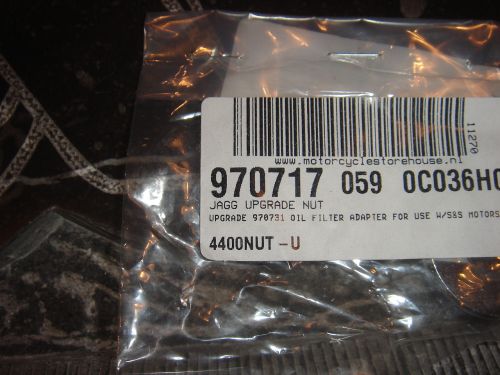 11270
www.motorcyclestorehouse.nl
970717 059 0C036H0
JAGG UPGRADE NUT
UPGRADE 970731 OIL FILTER ADAPTER FOR USE W/S&S MOTORS
4400NUT -U